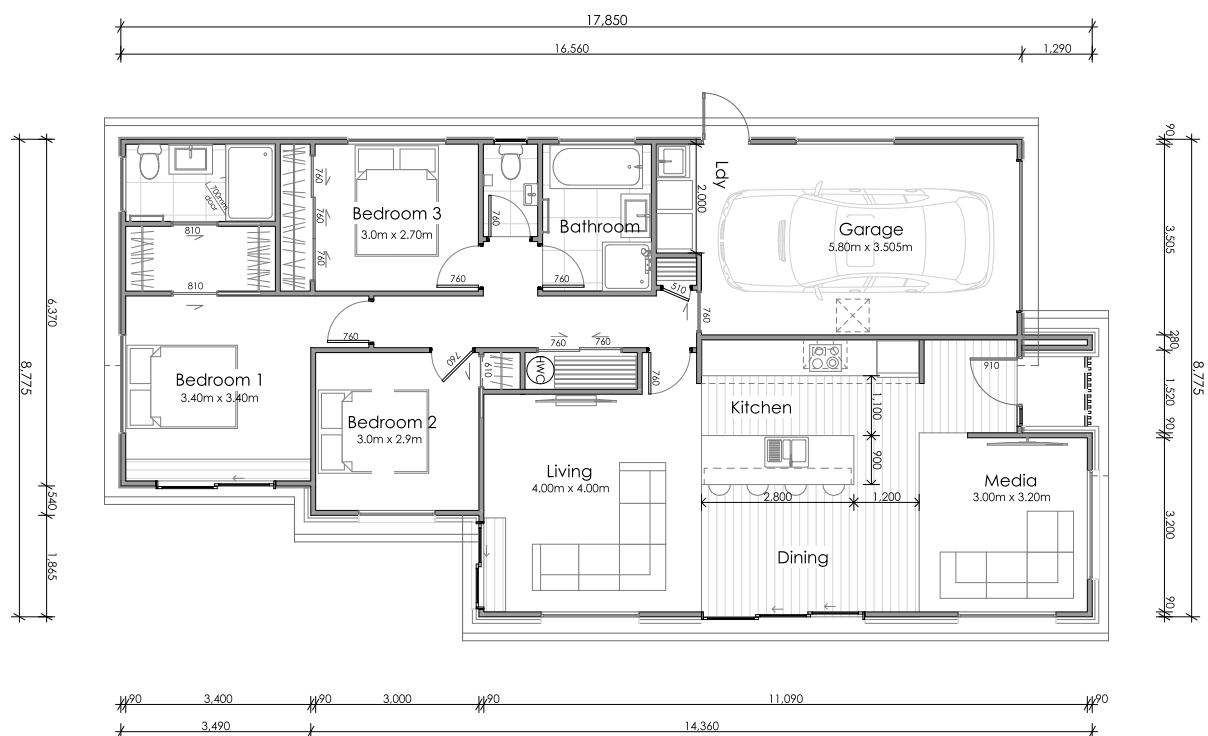 17,850
16,560
1,290
90
3,505
280
1,520
90
3,200
90
8,775
6,370
540
1,865
8,775
700mm
door
810
810
760
760
760
Bedroom 3
3.0m x 2.70m
760
760
Bathroom
760
Ldy
2,000
Garage
5.80m x 3.505m
510
760
760
760
760
760
610
HWC
760
910
Bedroom 1
3.40m x 3.40m
Bedroom 2
3.0m x 2.9m
Kitchen
1,100
900
Living
4.00m x 4.00m
2,800
1,200
Media
3.00m x 3.20m
Dining
90
3,400
90
3,000
90
11,090
90
3,490
14,360